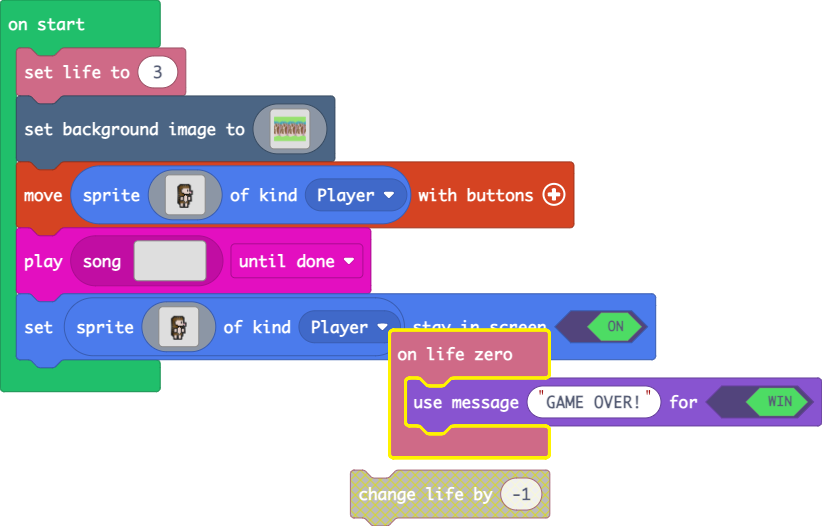 on start
set life to 3
set background image to
move sprite of kind Player with buttons
play song until done
set sprite of kind Player stay in screen ON
on life zero
use message "GAME OVER!" for WIN
change life by -1